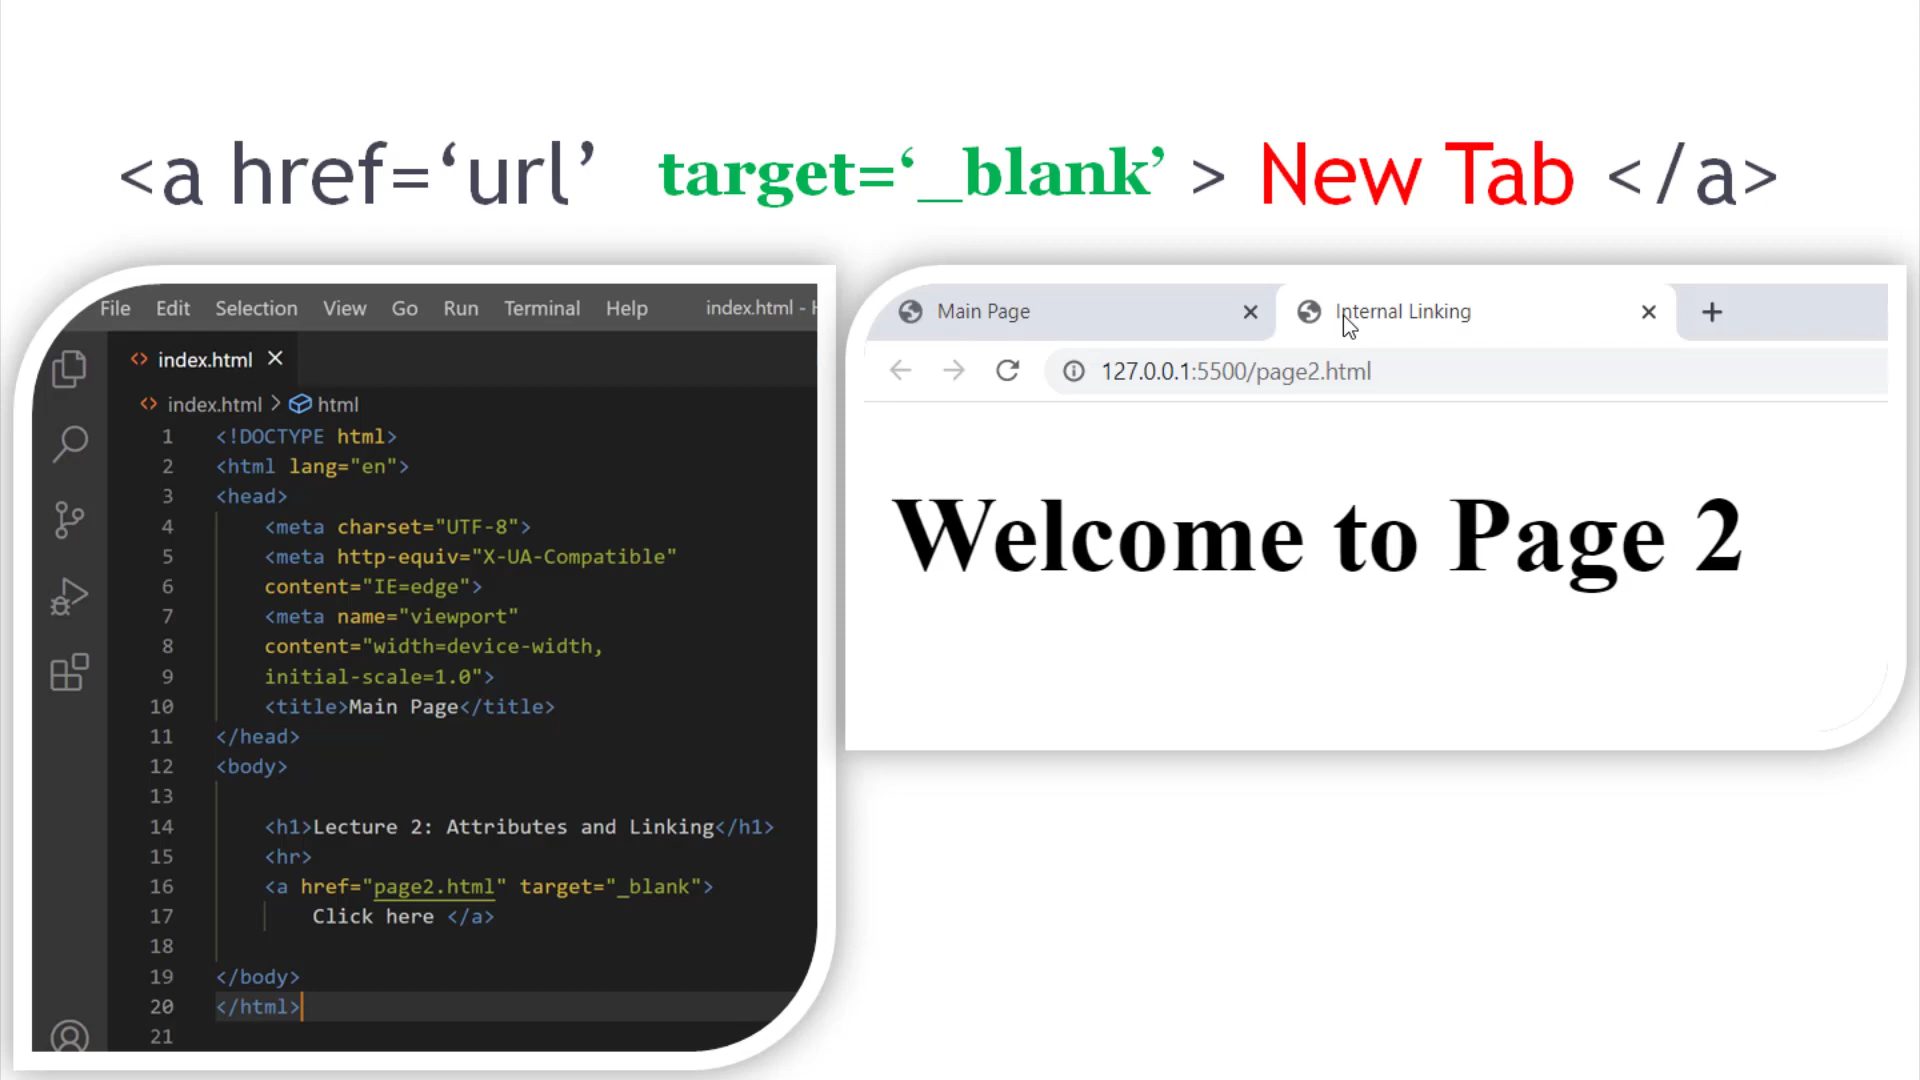 <a href=‘url’ target=‘_blank’ > New Tab </a>
File Edit Selection View Go Run Terminal Help index.html - H
index.html
index.html > html
1 <!DOCTYPE html>
2 <html lang="en">
3 <head>
4 <meta charset="UTF-8">
5 <meta http-equiv="X-UA-Compatible"
6 content="IE=edge">
7 <meta name="viewport"
8 content="width=device-width,
9 initial-scale=1.0">
10 <title>Main Page</title>
11 </head>
12 <body>
13
14 <h1>Lecture 2: Attributes and Linking</h1>
15 <hr>
16 <a href="page2.html" target="_blank">
17 Click here </a>
18
19 </body>
20 </html>
21
Main Page Internal Linking
127.0.0.1:5500/page2.html
Welcome to Page 2